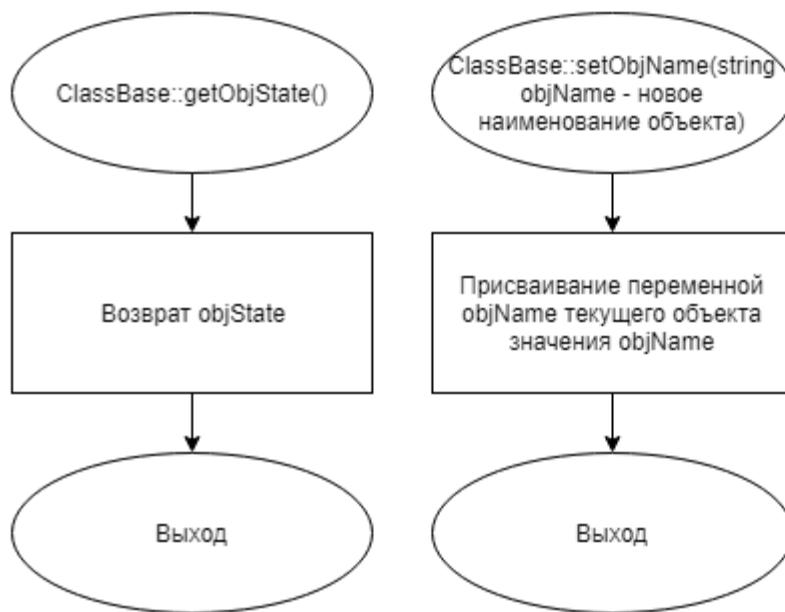 ClassBase::getObjState()
Возврат objState
Выход
ClassBase::setObjName(string
objName - новое
наименование объекта)
Присваивание переменной
objName текущего объекта
значения objName
Выход